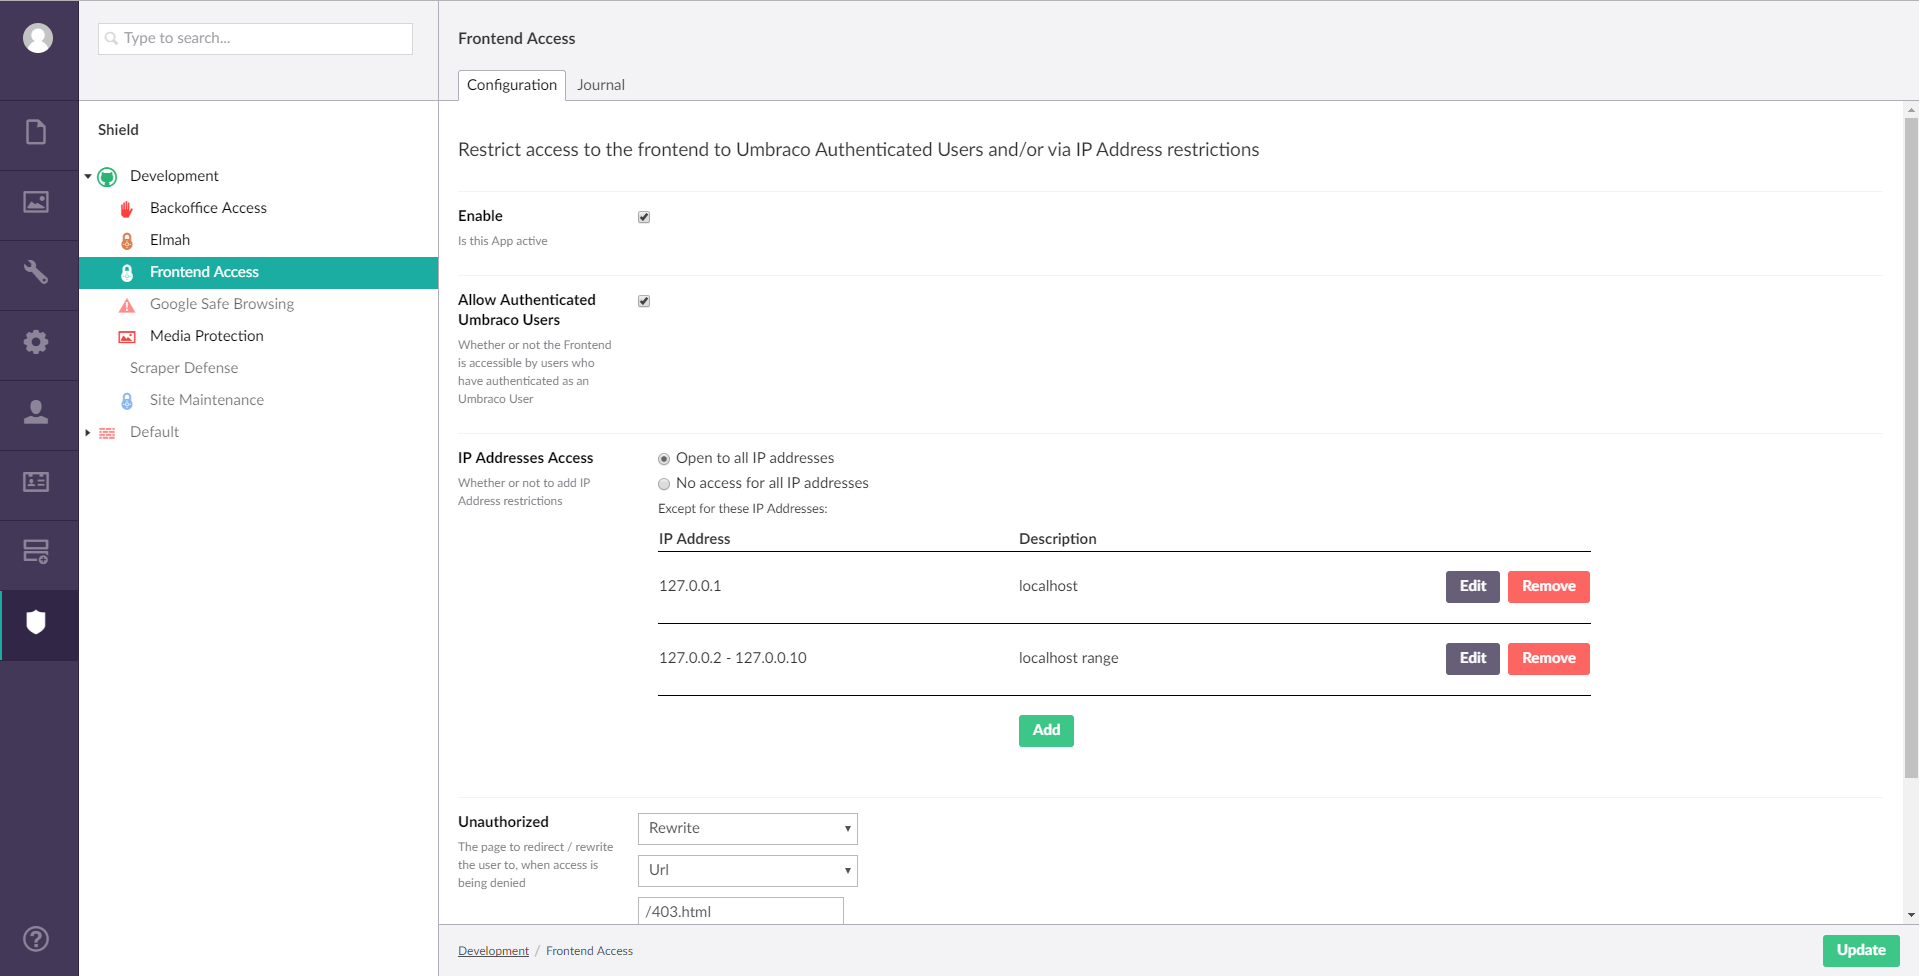 Type to search...
Shield
Development
Backoffice Access
Elmah
Frontend Access
Google Safe Browsing
Media Protection
Scraper Defense
Site Maintenance
Default
Frontend Access
Configuration
Journal
Restrict access to the frontend to Umbraco Authenticated Users and/or via IP Address restrictions
Enable
Is this App active
Allow Authenticated
Umbraco Users
Whether or not the Frontend
is accessible by users who
have authenticated as an
Umbraco User
IP Addresses Access
Whether or not to add IP
Address restrictions
Open to all IP addresses
No access for all IP addresses
Except for these IP Addresses:
IP Address Description
127.0.0.1 localhost Edit Remove
127.0.0.2 - 127.0.0.10 localhost range Edit Remove
Add
Unauthorized
The page to redirect / rewrite
the user to, when access is
being denied
Rewrite
Url
/403.html
Development / Frontend Access
Update